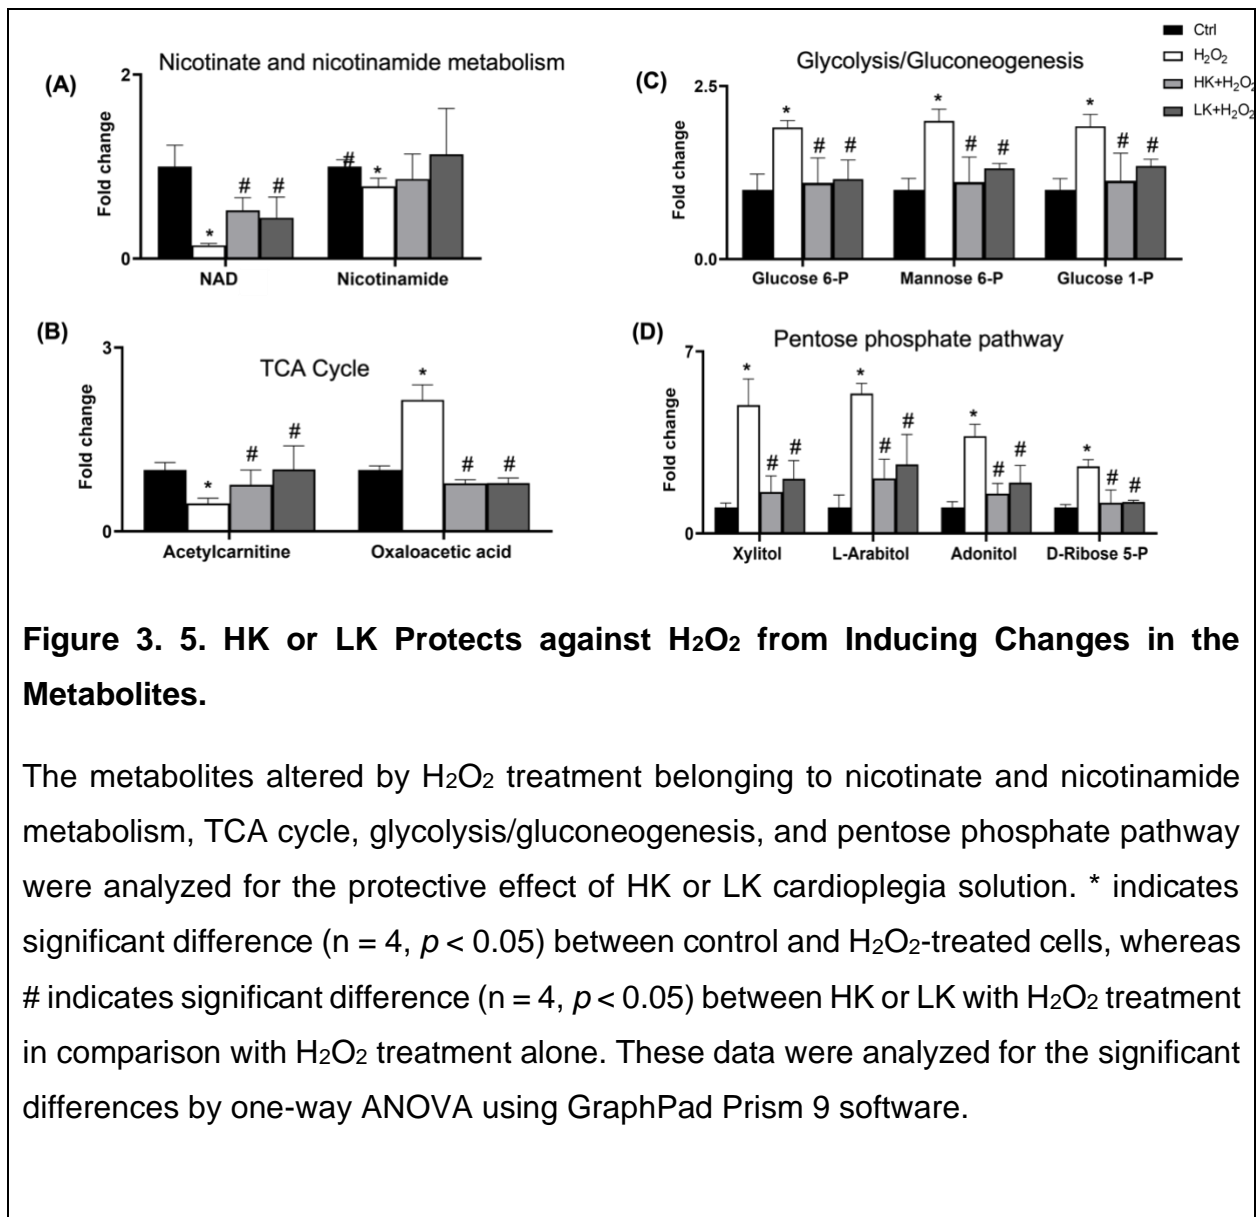 Ctrl
H₂O₂
HK+H₂O₂
LK+H₂O₂
(A)
Nicotinate and nicotinamide metabolism
2
0
Fold change
#
*
*
#
#
NAD
Nicotinamide
(C)
Glycolysis/Gluconeogenesis
2.5
0.0
Fold change
*
*
*
#
#
#
#
#
#
Glucose 6-P
Mannose 6-P
Glucose 1-P
(B)
TCA Cycle
3
0
Fold change
*
*
#
#
#
#
Acetylcarnitine
Oxaloacetic acid
(D)
Pentose phosphate pathway
7
0
Fold change
*
*
*
*
#
#
#
#
#
#
#
#
Xylitol
L-Arabitol
Adonitol
D-Ribose 5-P
Figure 3. 5. HK or LK Protects against H₂O₂ from Inducing Changes in the
Metabolites.
The metabolites altered by H₂O₂ treatment belonging to nicotinate and nicotinamide
metabolism, TCA cycle, glycolysis/gluconeogenesis, and pentose phosphate pathway
were analyzed for the protective effect of HK or LK cardioplegia solution. * indicates
significant difference (n = 4, p < 0.05) between control and H₂O₂-treated cells, whereas
# indicates significant difference (n = 4, p < 0.05) between HK or LK with H₂O₂ treatment
in comparison with H₂O₂ treatment alone. These data were analyzed for the significant
differences by one-way ANOVA using GraphPad Prism 9 software.